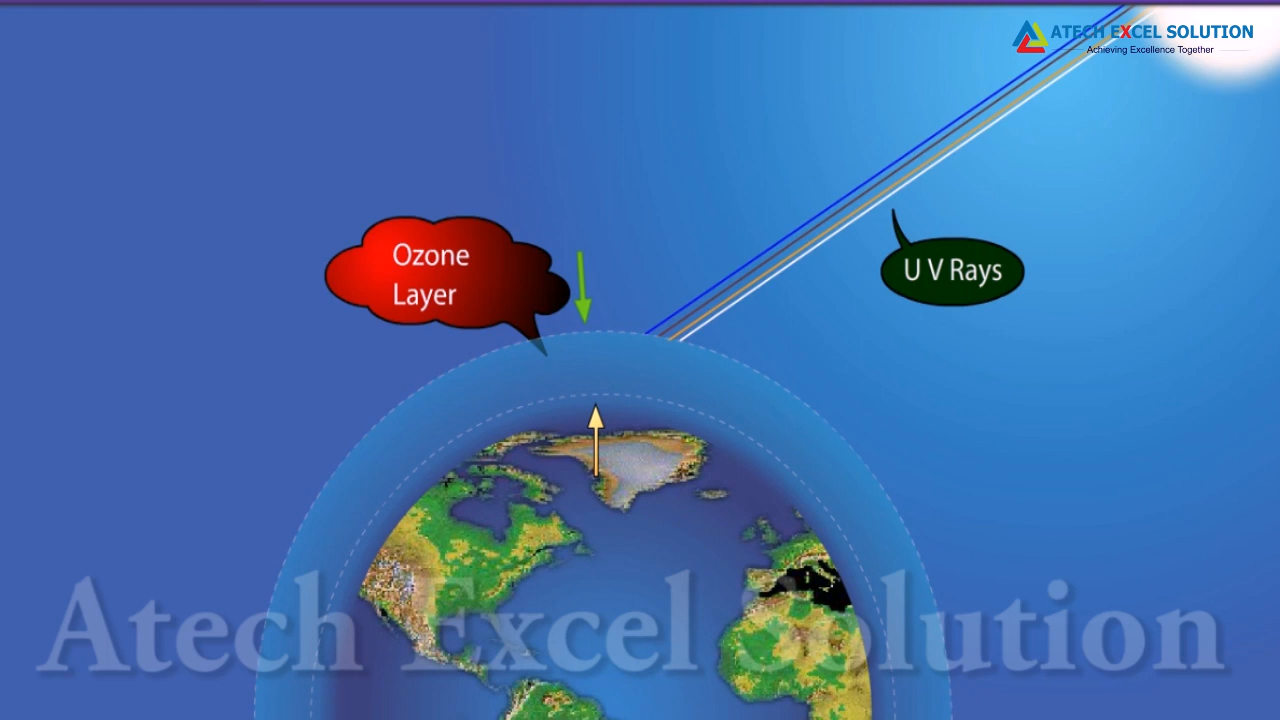 ATECH EXCEL SOLUTION
Achieving Excellence Together
Ozone
Layer
U V Rays
Atech Excel Solution